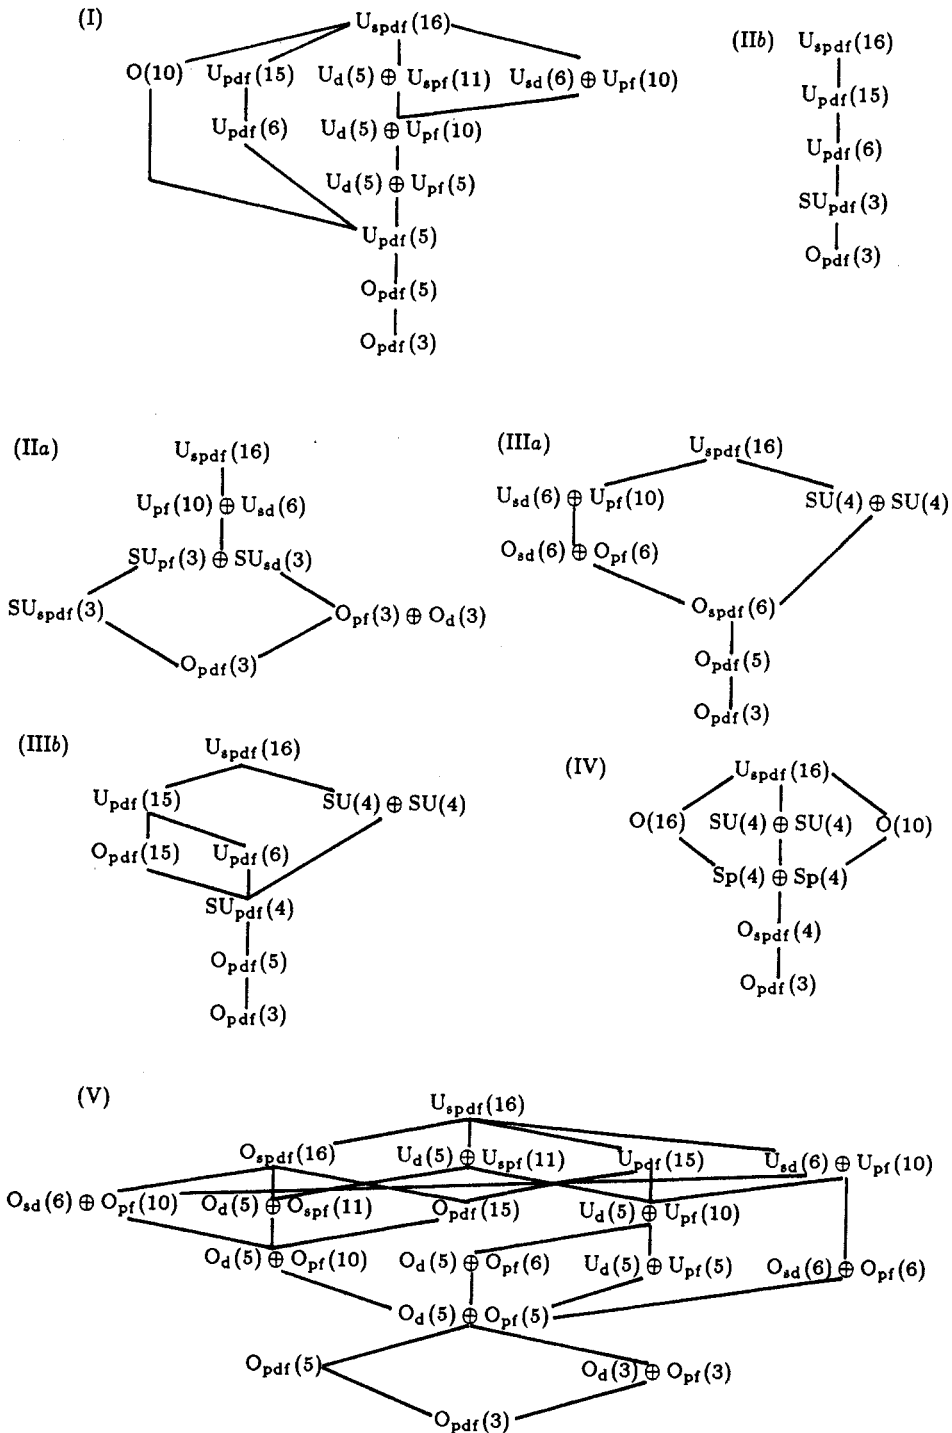 (I)
U_spdf(16)
O(10) U_pdf(15) U_d(5) ⊕ U_spf(11) U_sd(6) ⊕ U_pf(10)
U_pdf(6) U_d(5) ⊕ U_pf(10)
U_d(5) ⊕ U_pf(5)
U_pdf(5)
O_pdf(5)
O_pdf(3)
(IIb) U_spdf(16)
U_pdf(15)
U_pdf(6)
SU_pdf(3)
O_pdf(3)
(IIa)
U_spdf(16)
U_pf(10) ⊕ U_sd(6)
SU_pf(3) ⊕ SU_sd(3)
SU_spdf(3) O_pf(3) ⊕ O_d(3)
O_pdf(3)
(IIIa) U_spdf(16)
U_sd(6) ⊕ U_pf(10) SU(4) ⊕ SU(4)
O_sd(6) ⊕ O_pf(6)
O_spdf(6)
O_pdf(5)
O_pdf(3)
(IIIb) U_spdf(16)
U_pdf(15) SU(4) ⊕ SU(4)
O_pdf(15) U_pdf(6)
SU_pdf(4)
O_pdf(5)
O_pdf(3)
(IV) U_spdf(16)
O(16) SU(4) ⊕ SU(4) O(10)
Sp(4) ⊕ Sp(4)
O_spdf(4)
O_pdf(3)
(V)
U_spdf(16)
O_spdf(16) U_d(5) ⊕ U_spf(11) U_pdf(15) U_sd(6) ⊕ U_pf(10)
O_sd(6) ⊕ O_pf(10) O_d(5) ⊕ O_spf(11) O_pdf(15) U_d(5) ⊕ U_pf(10)
O_d(5) ⊕ O_pf(10) O_d(5) ⊕ O_pf(6) U_d(5) ⊕ U_pf(5) O_sd(6) ⊕ O_pf(6)
O_d(5) ⊕ O_pf(5)
O_pdf(5) O_d(3) ⊕ O_pf(3)
O_pdf(3)